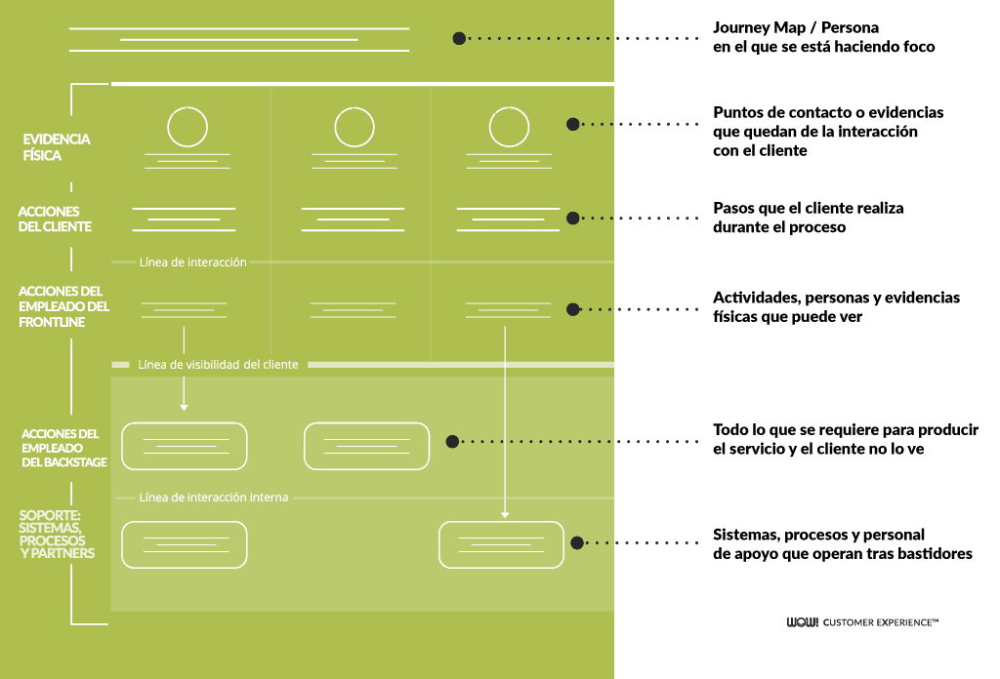 Journey Map / Persona
en el que se está haciendo foco
EVIDENCIA
FÍSICA
Puntos de contacto o evidencias
que quedan de la interacción
con el cliente
ACCIONES
DEL CLIENTE
Pasos que el cliente realiza
durante el proceso
Línea de interacción
ACCIONES DEL
EMPLEADO DEL
FRONTLINE
Actividades, personas y evidencias
físicas que puede ver
Línea de visibilidad del cliente
ACCIONES DEL
EMPLEADO
DEL BACKSTAGE
Todo lo que se requiere para producir
el servicio y el cliente no lo ve
Línea de interacción interna
SOPORTE:
SISTEMAS,
PROCESOS
Y PARTNERS
Sistemas, procesos y personal
de apoyo que operan tras bastidores
WOW! CUSTOMER EXPERIENCE™